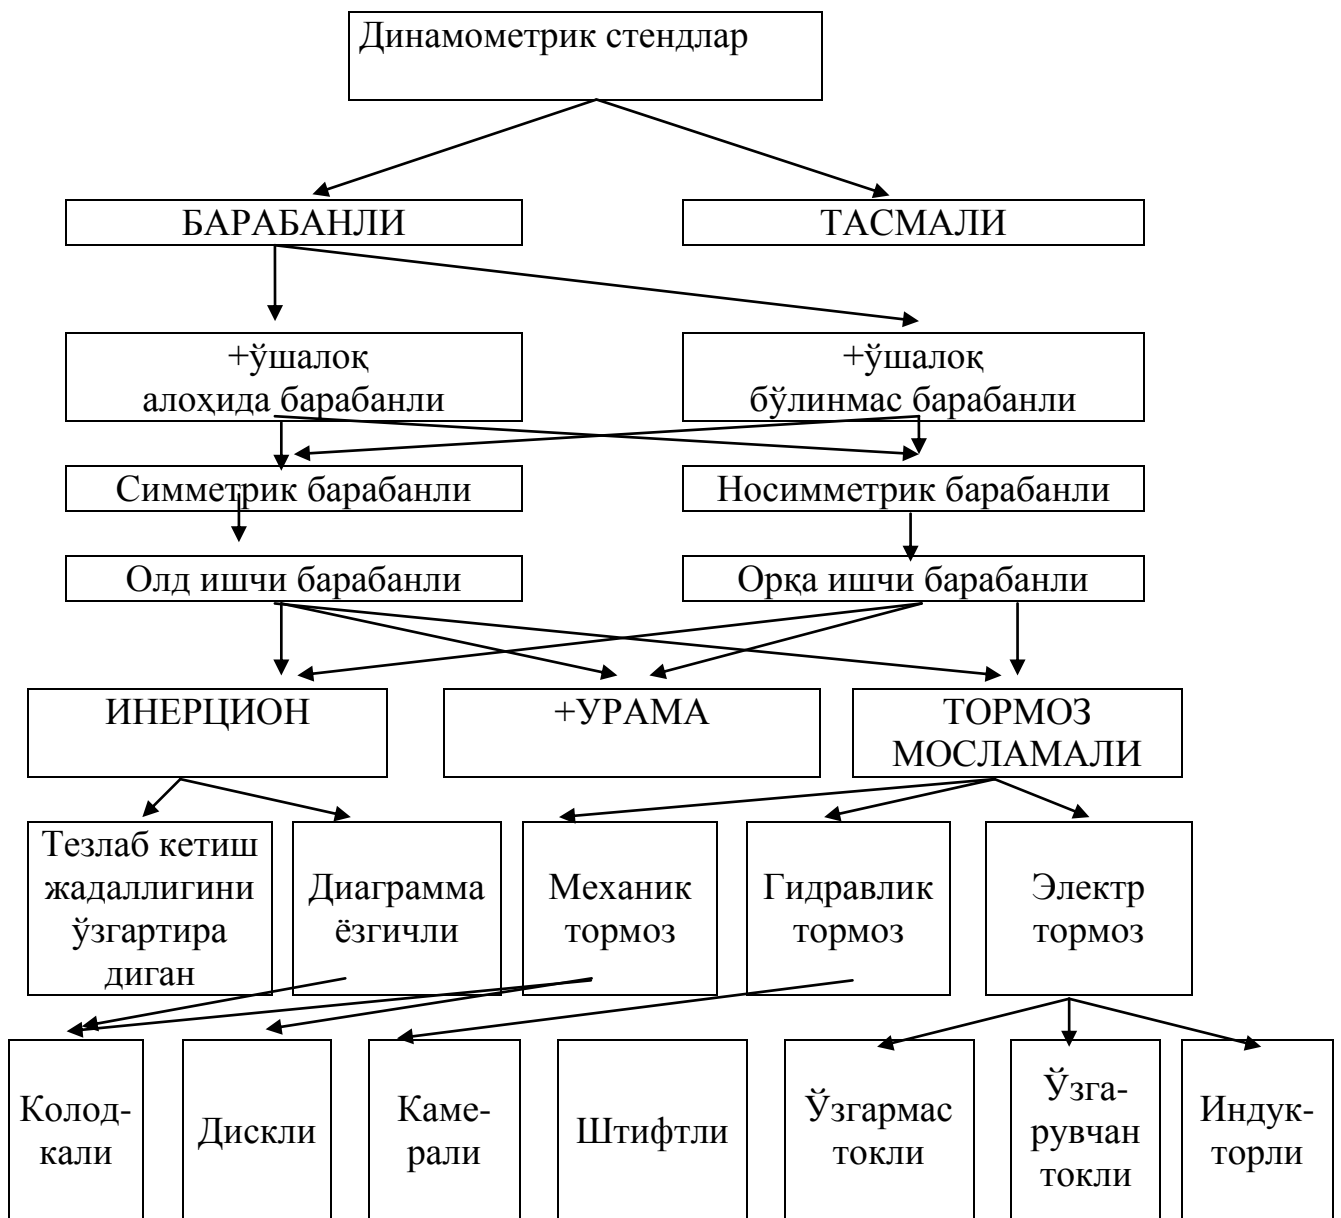 Динамометрик стендлар
БАРАБАНЛИ
ТАСМАЛИ
+ўшалоқ
алоҳида барабанли
+ўшалоқ
бўлинмас барабанли
Симметрик барабанли
Носимметрик барабанли
Олд ишчи барабанли
Орқа ишчи барабанли
ИНЕРЦИОН
+УРАМА
ТОРМОЗ
МОСЛАМАЛИ
Тезлаб кетиш
жадаллигини
ўзгартира
диган
Диаграмма
ёзгичли
Механик
тормоз
Гидравлик
тормоз
Электр
тормоз
Колод-
кали
Дискли
Каме-
рали
Штифтли
Ўзгармас
токли
Ўзга-
рувчан
токли
Индук-
торли